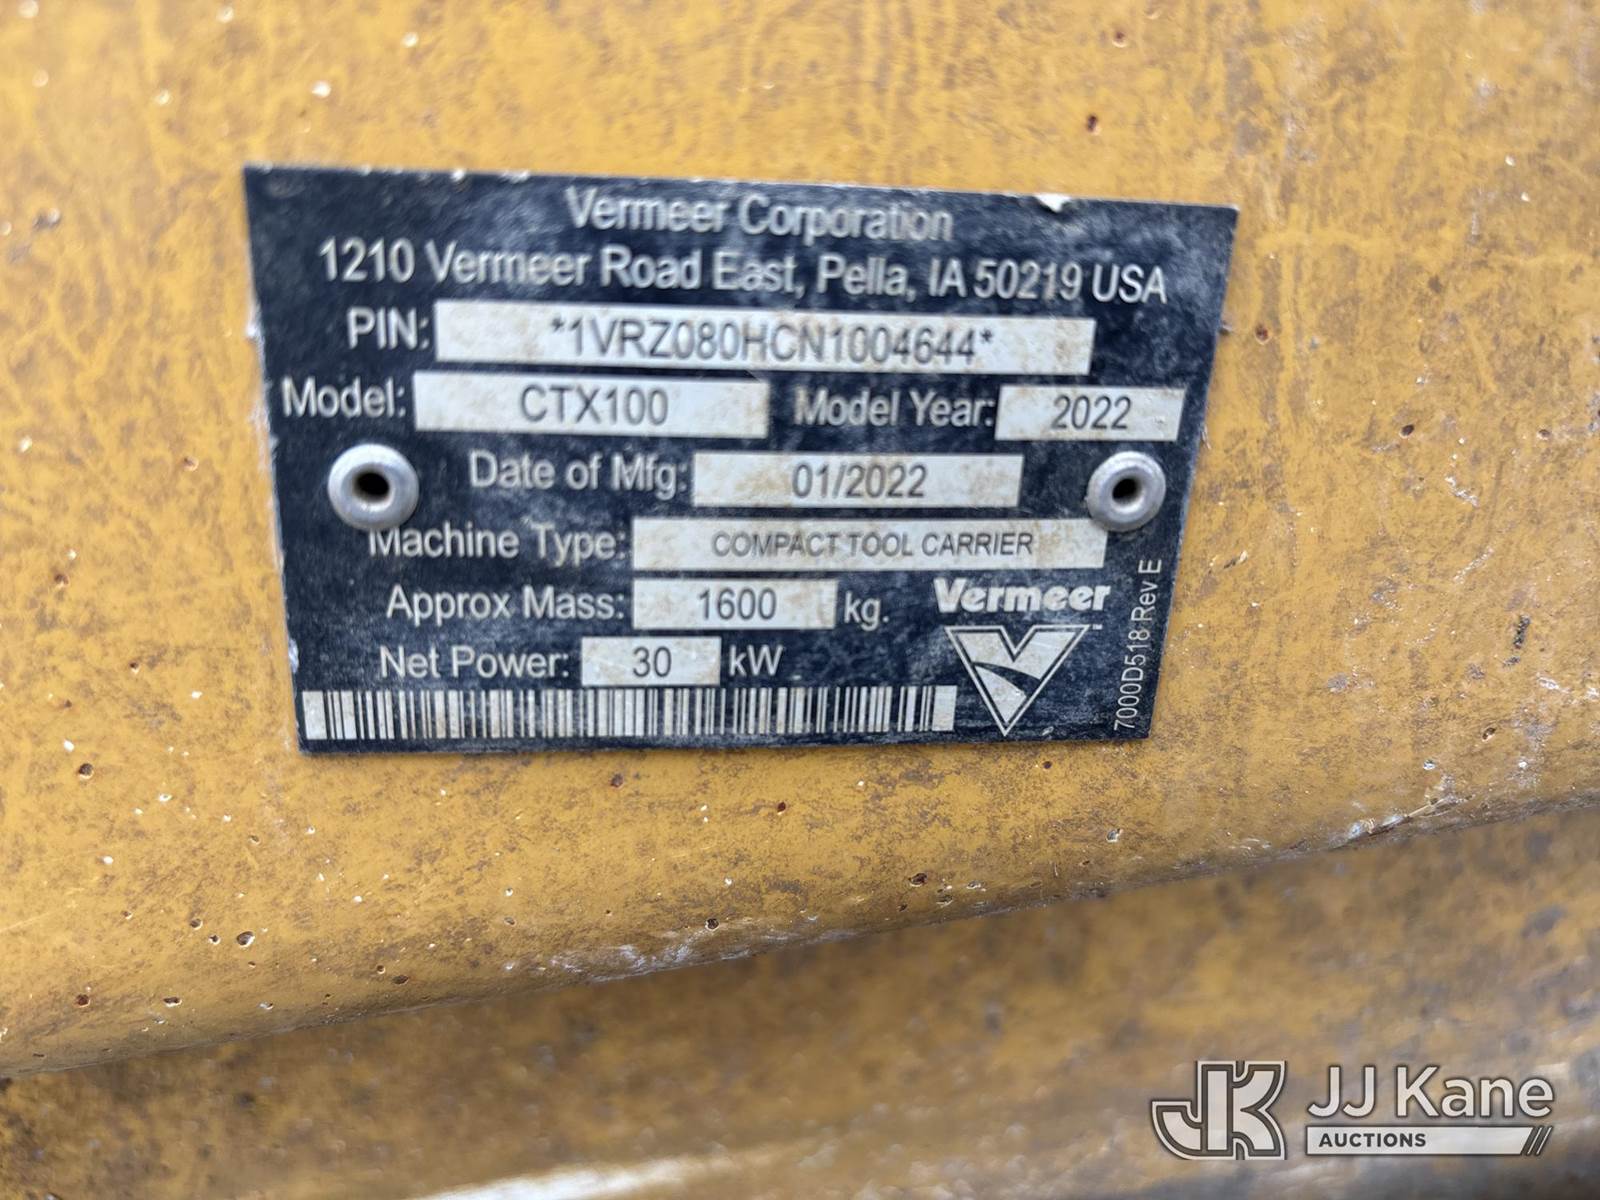 Vermeer Corporation
1210 Vermeer Road East, Pella, IA 50219 USA
PIN: *1VRZ080HCN1004644*
Model: CTX100 Model Year: 2022
Date of Mfg: 01/2022
Machine Type: COMPACT TOOL CARRIER
Approx Mass: 1600 kg.
Net Power: 30 kW
Vermeer
7000D518 Rev E
JK JJ Kane
AUCTIONS